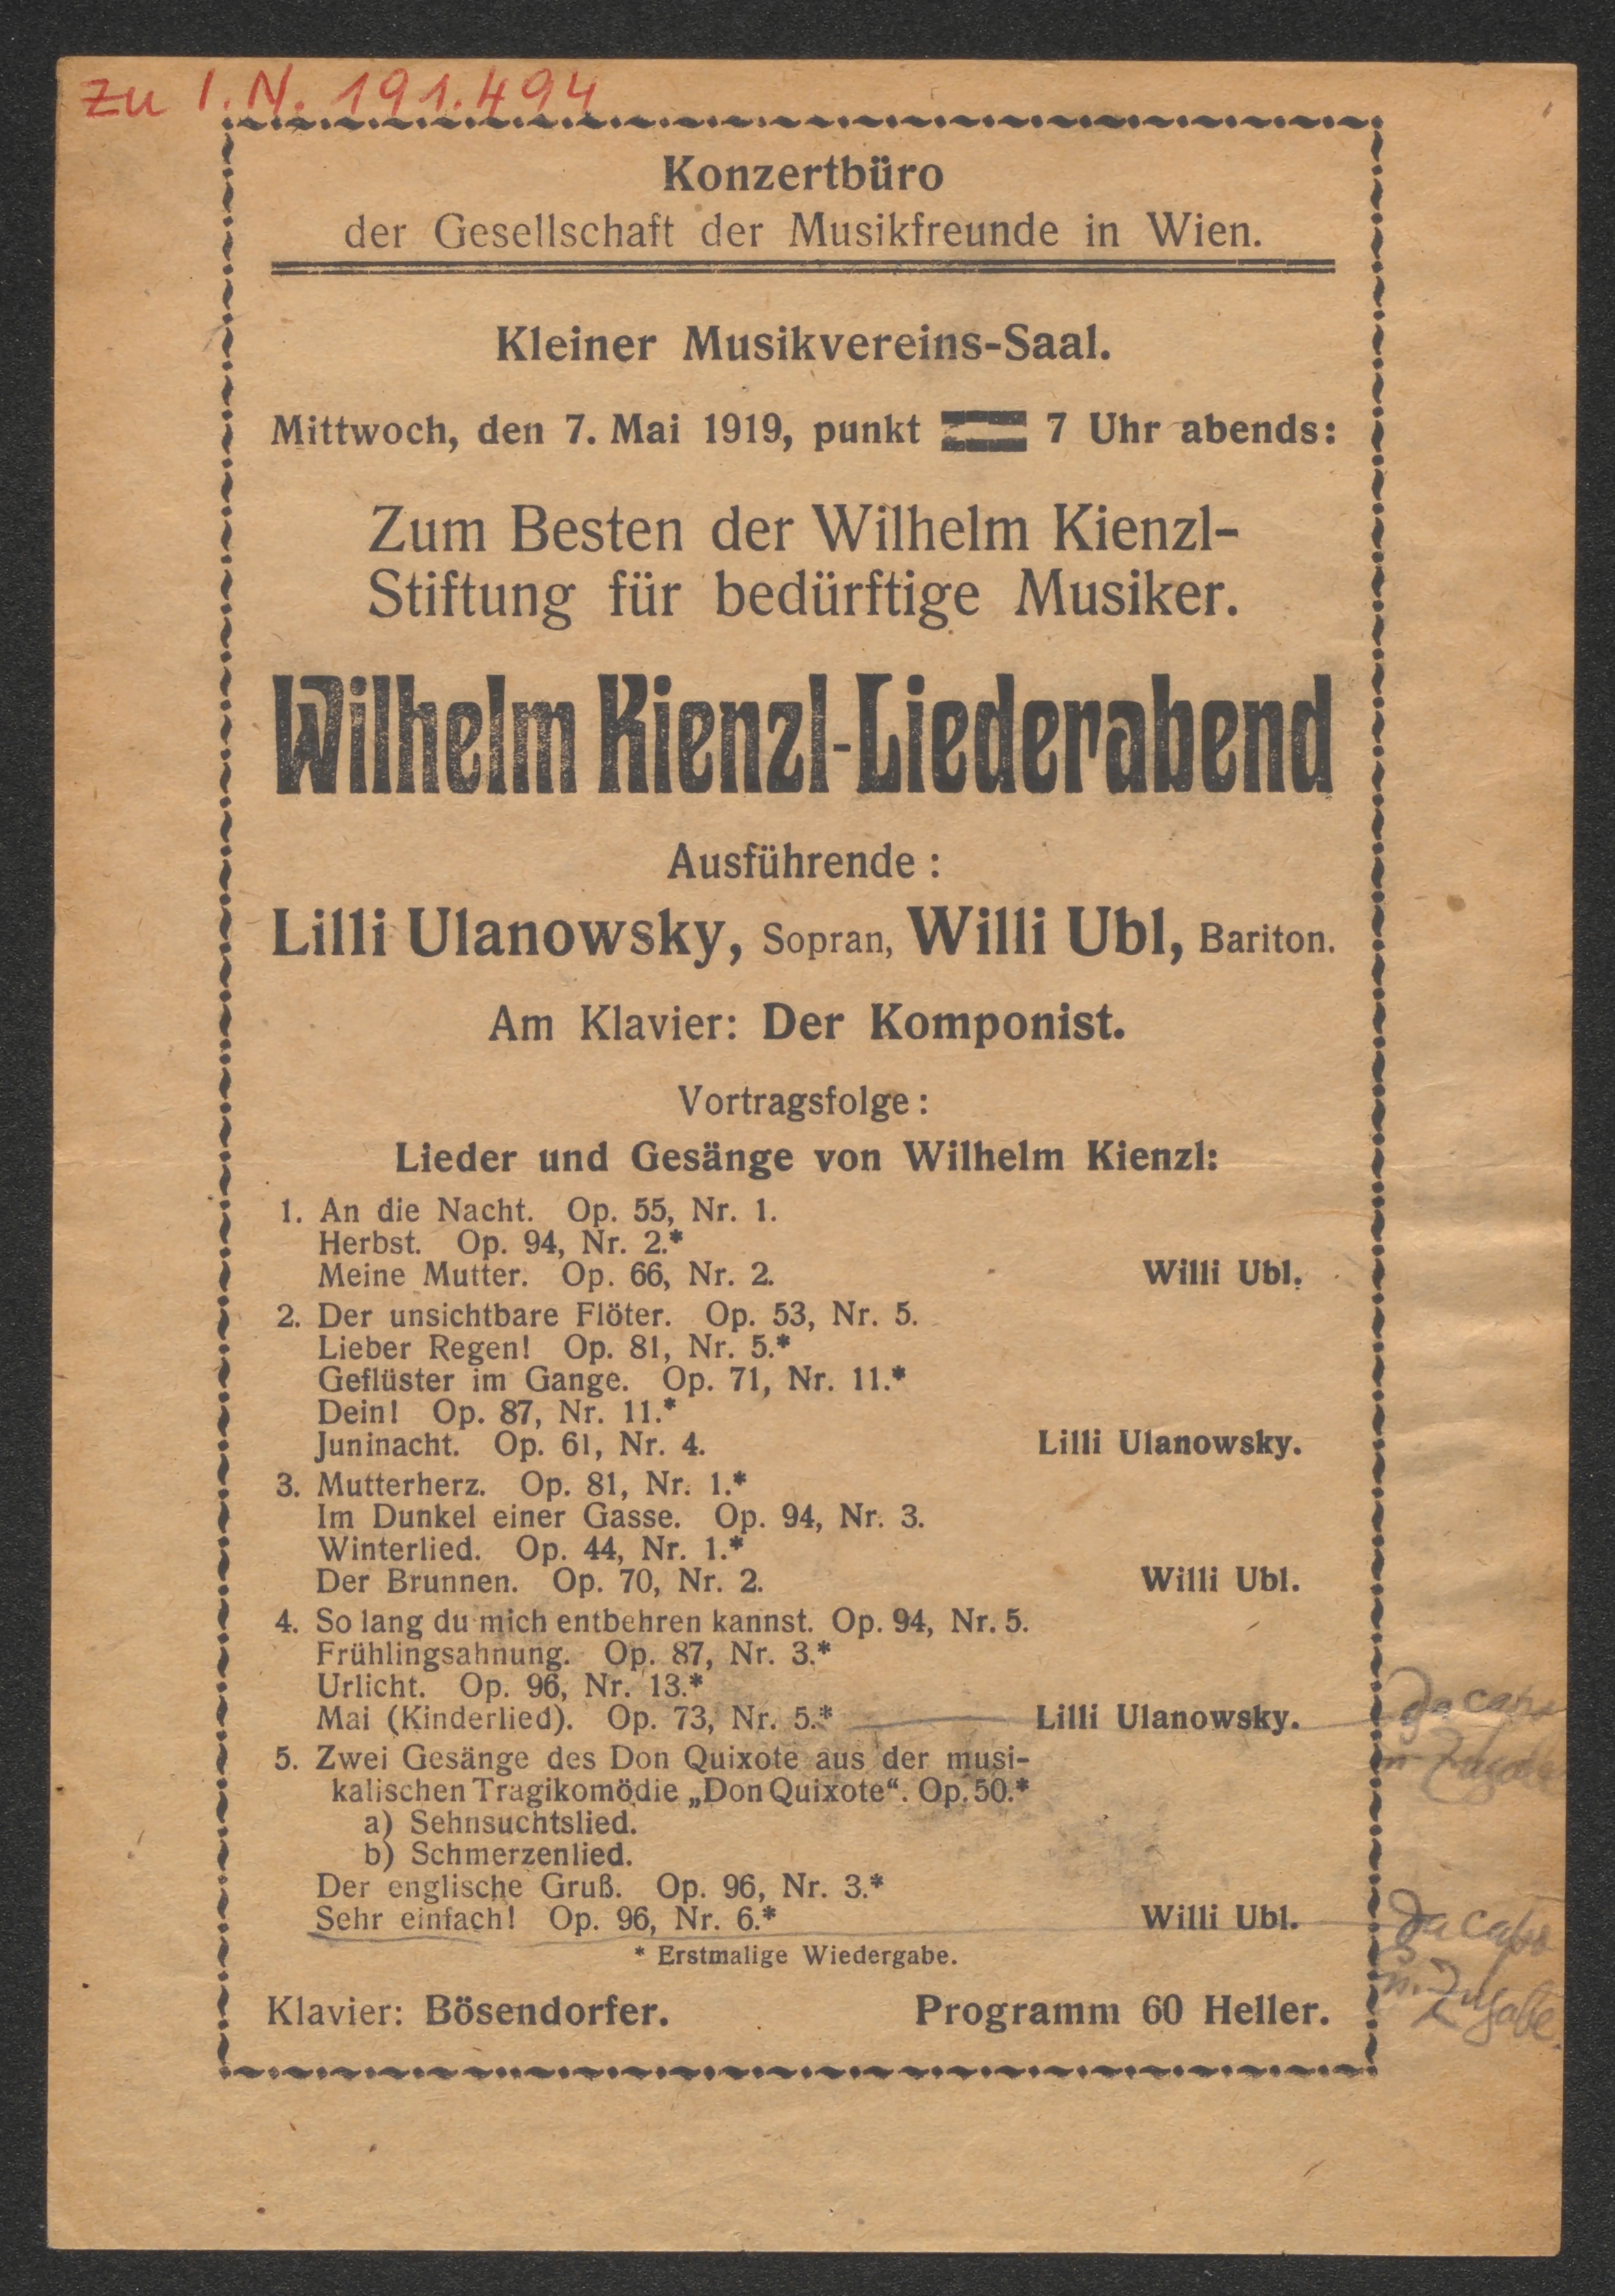 Zu I. N. 191.494
Konzertbüro
der Gesellschaft der Musikfreunde in Wien.
Kleiner Musikvereins-Saal.
Mittwoch, den 7. Mai 1919, punkt 7 Uhr abends:
Zum Besten der Wilhelm Kienzl-
Stiftung für bedürftige Musiker.
Wilhelm Kienzl-Liederabend
Ausführende :
Lilli Ulanowsky, Sopran, Willi Ubl, Bariton.
Am Klavier: Der Komponist.
Vortragsfolge :
Lieder und Gesänge von Wilhelm Kienzl:
1. An die Nacht. Op. 55, Nr. 1.
Herbst. Op. 94, Nr. 2.*
Meine Mutter. Op. 66, Nr. 2. Willi Ubl.
2. Der unsichtbare Flöter. Op. 53, Nr. 5.
Lieber Regen! Op. 81, Nr. 5.*
Geflüster im Gange. Op. 71, Nr. 11.*
Dein! Op. 87, Nr. 11.*
Juninacht. Op. 61, Nr. 4. Lilli Ulanowsky.
3. Mutterherz. Op. 81, Nr. 1.*
Im Dunkel einer Gasse. Op. 94, Nr. 3.
Winterlied. Op. 44, Nr. 1.*
Der Brunnen. Op. 70, Nr. 2. Willi Ubl.
4. So lang du mich entbehren kannst. Op. 94, Nr. 5.
Frühlingsahnung. Op. 87, Nr. 3.*
Urlicht. Op. 96, Nr. 13.*
Mai (Kinderlied). Op. 73, Nr. 5.* Lilli Ulanowsky. da capo
n. Zugabe
5. Zwei Gesänge des Don Quixote aus der musi-
kalischen Tragikomödie „Don Quixote“. Op. 50.*
a) Sehnsuchtslied.
b) Schmerzenlied.
Der englische Gruß. Op. 96, Nr. 3.*
Sehr einfach! Op. 96, Nr. 6.* Willi Ubl. da capo
n. Zugabe.
* Erstmalige Wiedergabe.
Klavier: Bösendorfer. Programm 60 Heller.